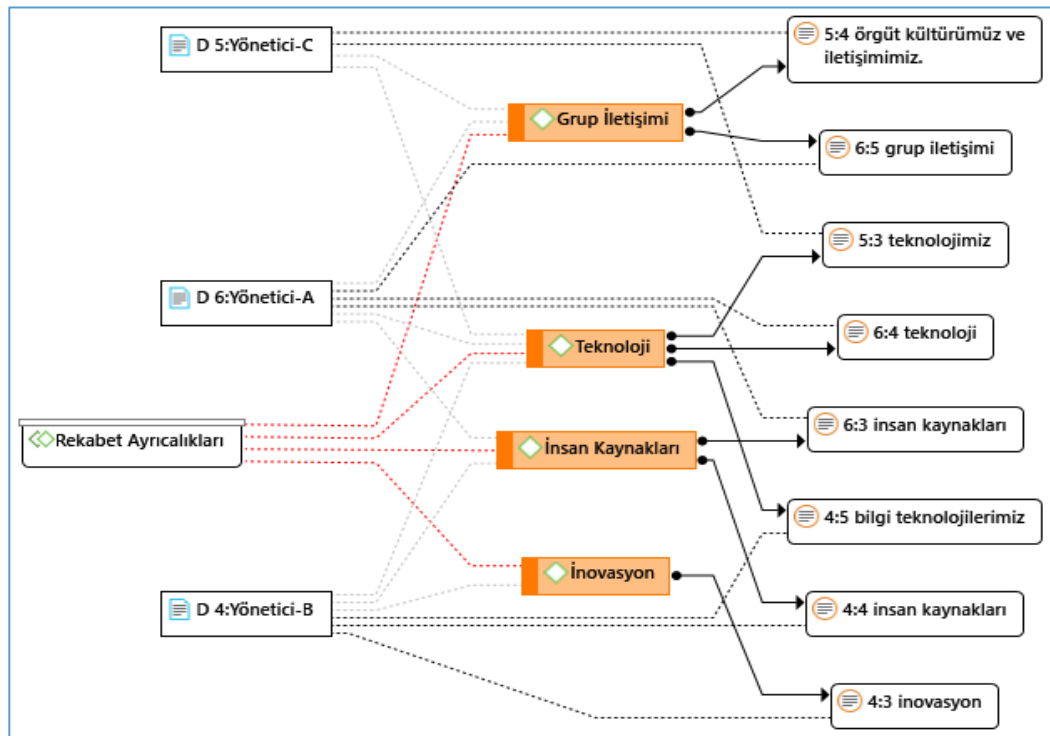 D 5:Yönetici-C
5:4 örgüt kültürümüz ve
iletişimimiz.
Grup İletişimi
6:5 grup iletişimi
5:3 teknolojimiz
D 6:Yönetici-A
6:4 teknoloji
Teknoloji
Rekabet Ayrıcalıkları
6:3 insan kaynakları
İnsan Kaynakları
4:5 bilgi teknolojilerimiz
İnovasyon
D 4:Yönetici-B
4:4 insan kaynakları
4:3 inovasyon